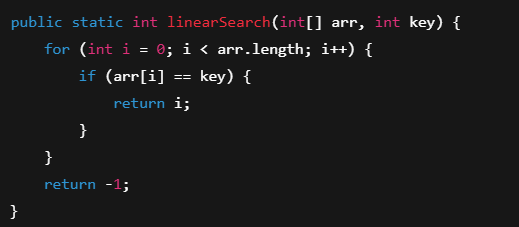 public static int linearSearch(int[] arr, int key) {
    for (int i = 0; i < arr.length; i++) {
        if (arr[i] == key) {
            return i;
        }
    }
    return -1;
}